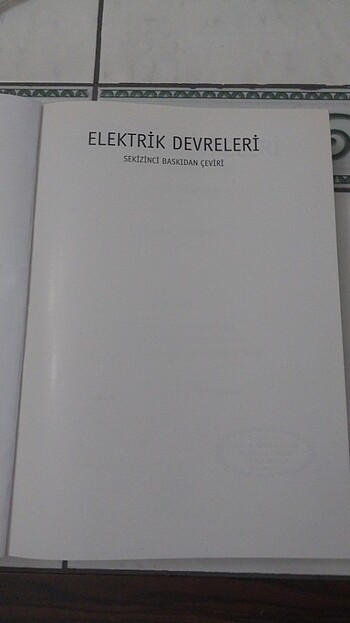 ELEKTRİK DEVRELERİ
SEKİZİNCİ BASKIDAN ÇEVİRİ